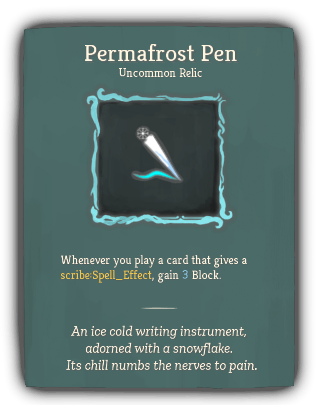 Permafrost Pen
Uncommon Relic
Whenever you play a card that gives a
scribe:Spell_Effect, gain 3 Block.
An ice cold writing instrument,
adorned with a snowflake.
Its chill numbs the nerves to pain.